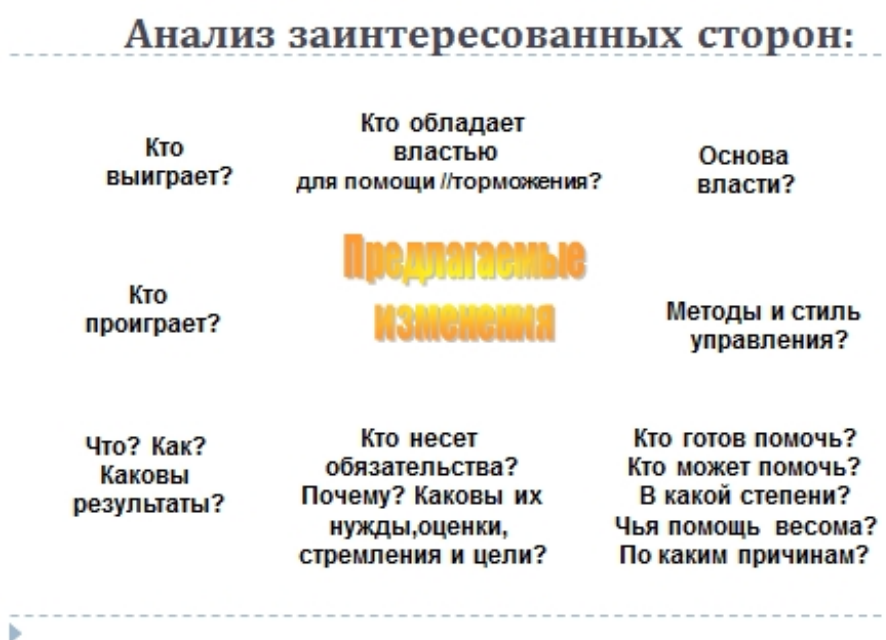 Анализ заинтересованных сторон:
Кто
выиграет?
Кто обладает
властью
для помощи //торможения?
Основа
власти?
Предлагаемые
изменения
Кто
проиграет?
Методы и стиль
управления?
Что? Как?
Каковы
результаты?
Кто несет
обязательства?
Почему? Каковы их
нужды,оценки,
стремления и цели?
Кто готов помочь?
Кто может помочь?
В какой степени?
Чья помощь весома?
По каким причинам?